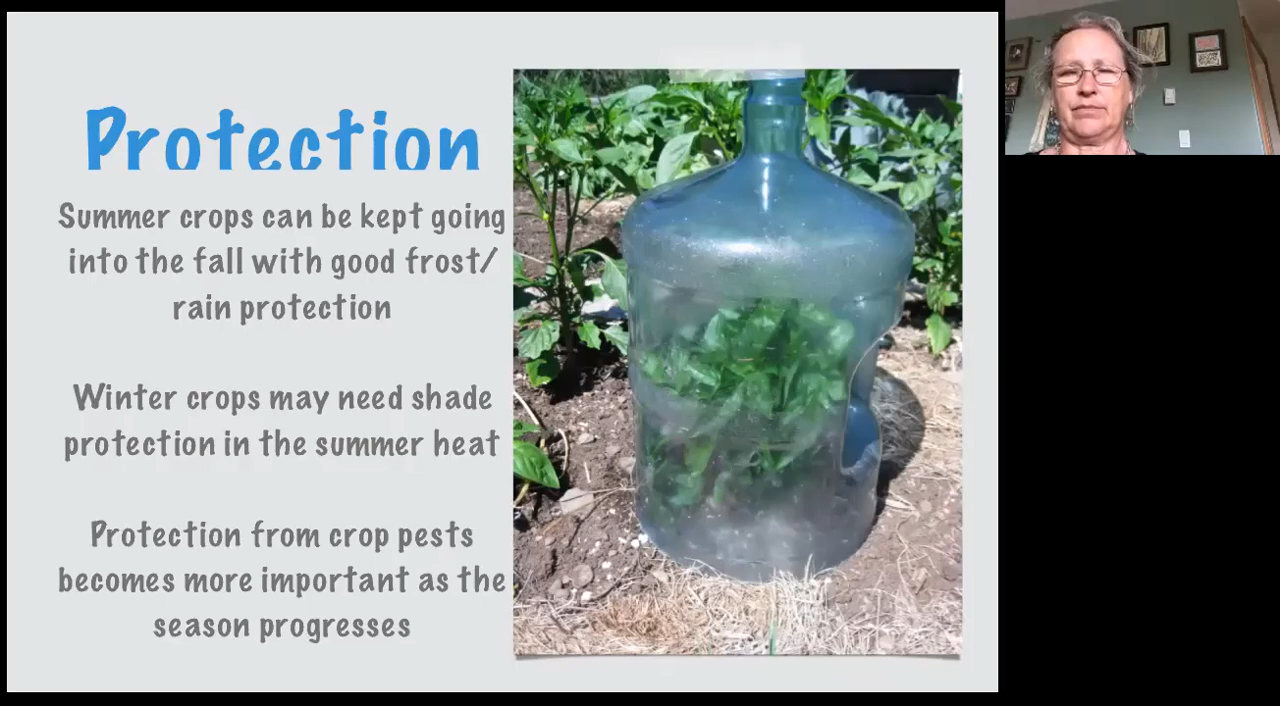 Protection
Summer crops can be kept going
into the fall with good frost/
rain protection
Winter crops may need shade
protection in the summer heat
Protection from crop pests
becomes more important as the
season progresses